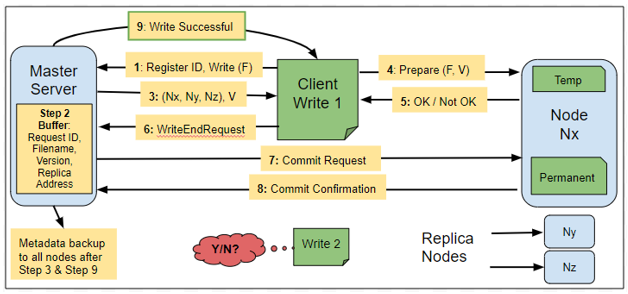 9: Write Successful
Master
Server
Step 2
Buffer:
Request ID,
Filename,
Version,
Replica
Address
1: Register ID, Write (F)
3: (Nx, Ny, Nz), V
6: WriteEndRequest
Client
Write 1
4: Prepare (F, V)
5: OK / Not OK
Temp
Node
Nx
Permanent
7: Commit Request
8: Commit Confirmation
Metadata backup
to all nodes after
Step 3 & Step 9
Y/N?
Write 2
Replica
Nodes
Ny
Nz